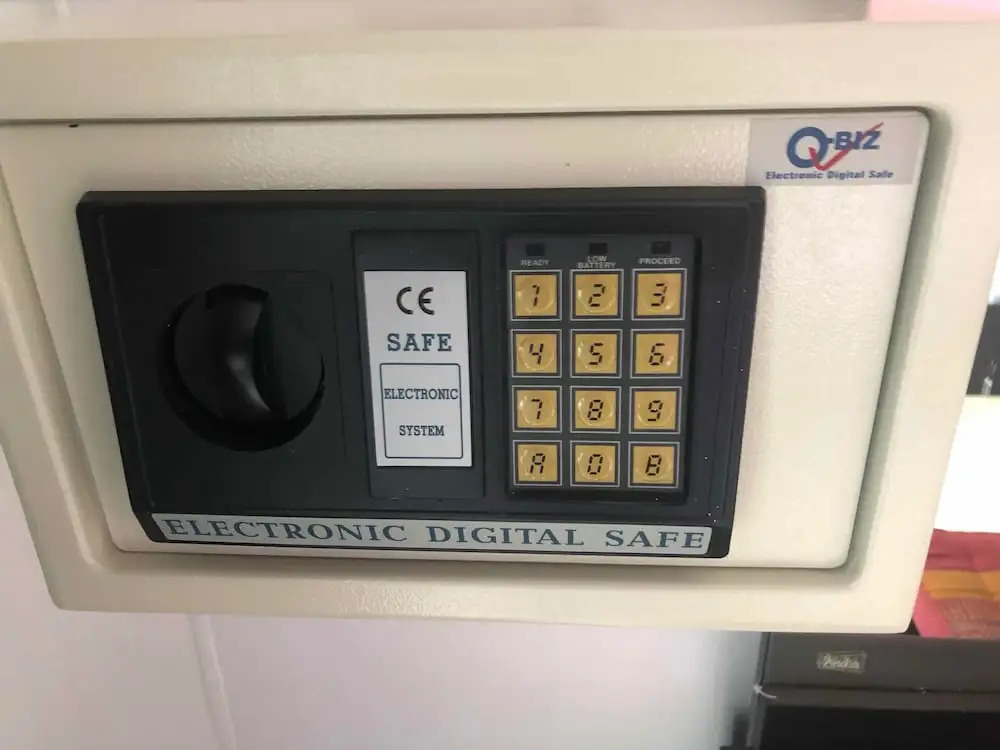 Q-BIZ
Electronic Digital Safe
READY LOW BATTERY PROCEED
CE
SAFE
ELECTRONIC
SYSTEM
1 2 3
4 5 6
7 8 9
A 0 B
ELECTRONIC DIGITAL SAFE